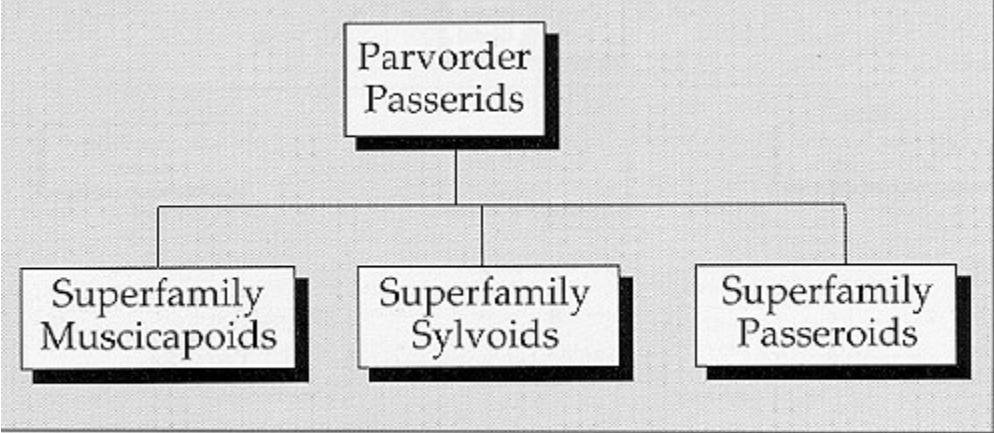 Parvorder
Passerids
Superfamily
Muscicapoids
Superfamily
Sylvoids
Superfamily
Passeroids